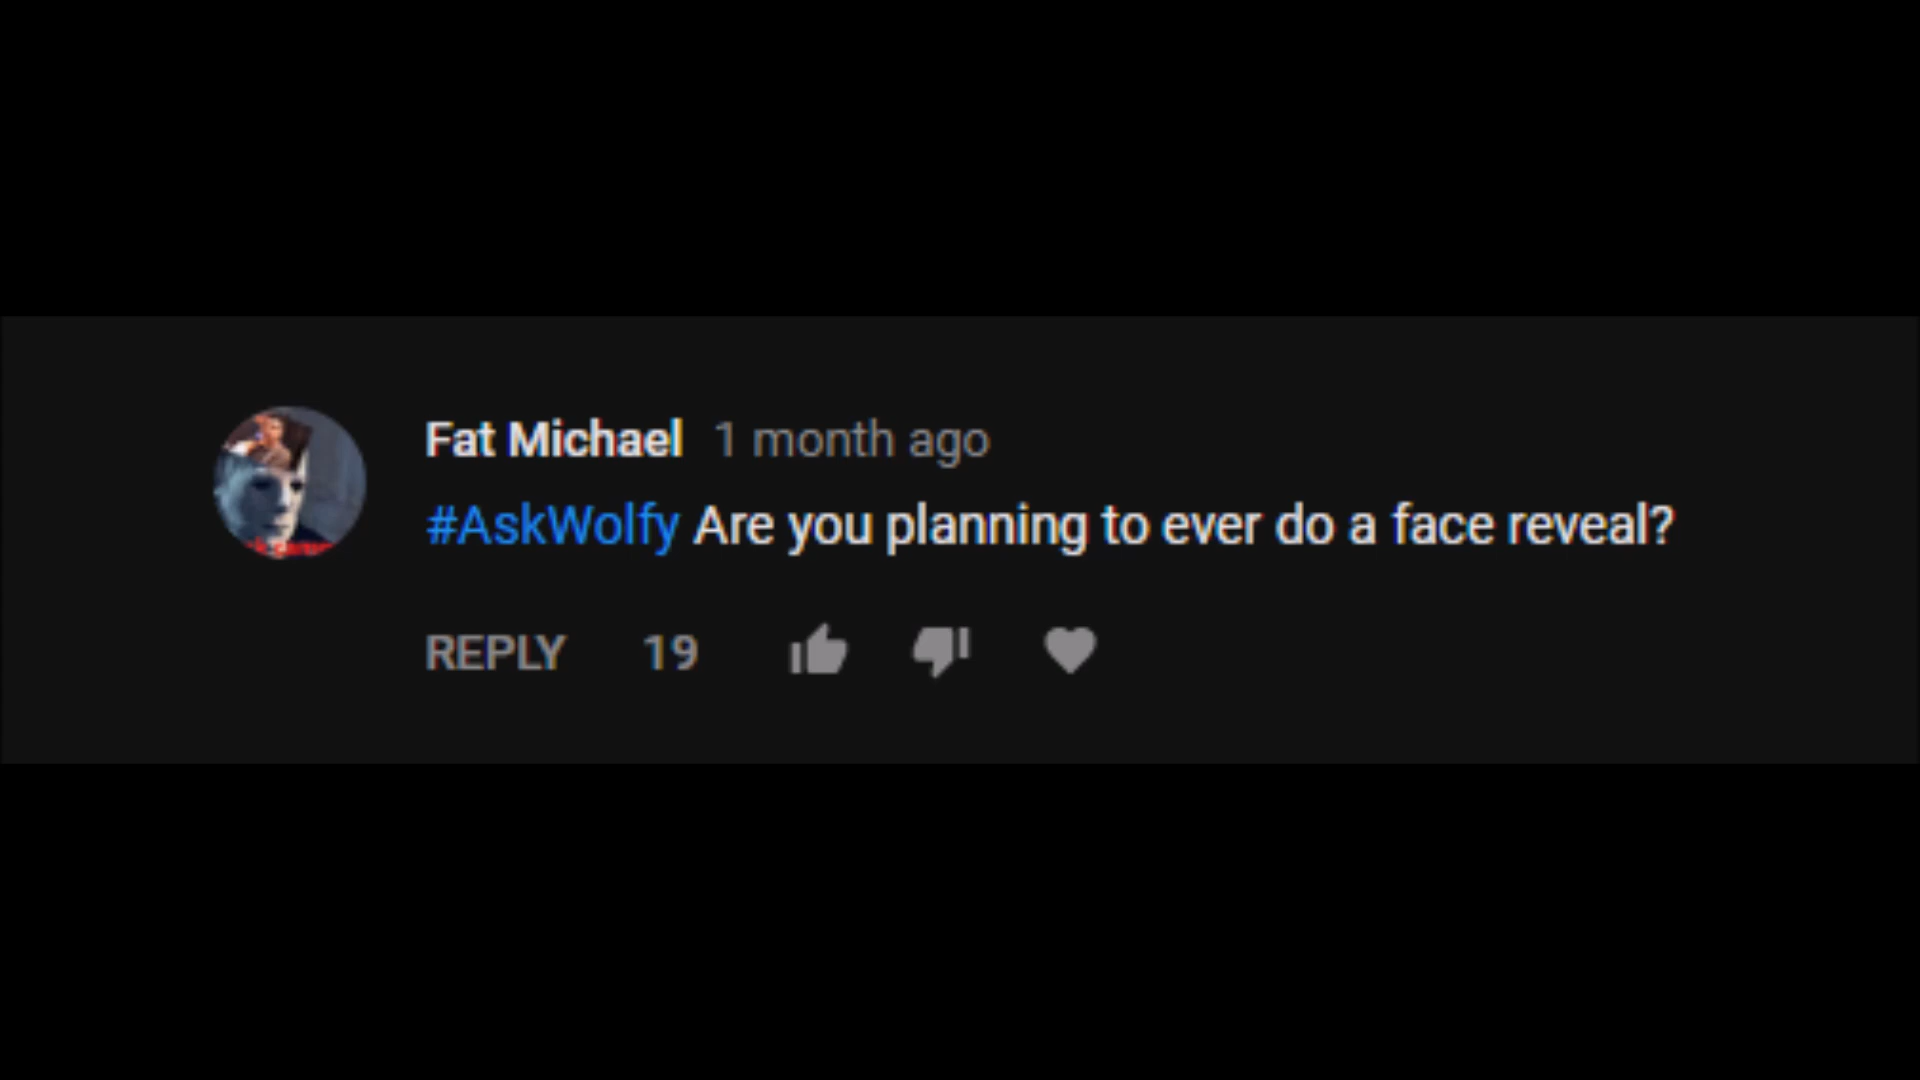 Fat Michael 1 month ago
#AskWolfy Are you planning to ever do a face reveal?
REPLY 19